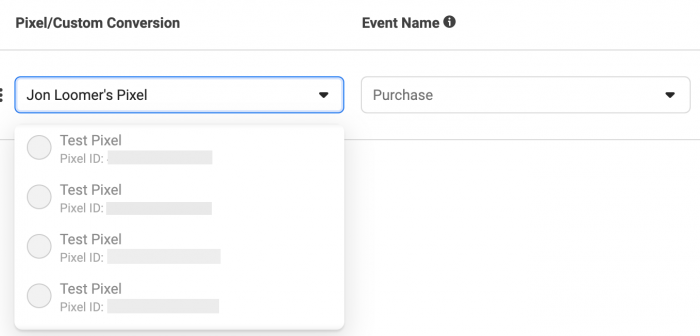 Pixel/Custom Conversion
Event Name
Jon Loomer's Pixel
Purchase
Test Pixel
Pixel ID:
Test Pixel
Pixel ID:
Test Pixel
Pixel ID:
Test Pixel
Pixel ID: